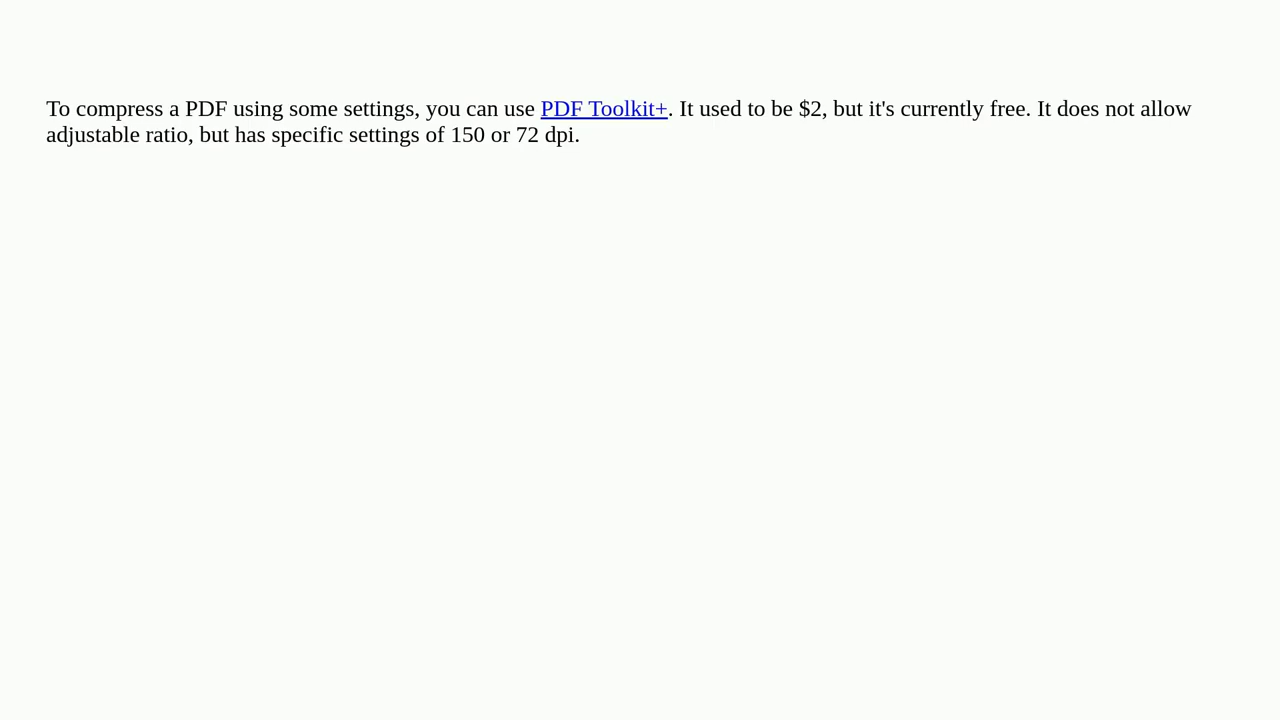 To compress a PDF using some settings, you can use PDF Toolkit+. It used to be $2, but it's currently free. It does not allow
adjustable ratio, but has specific settings of 150 or 72 dpi.